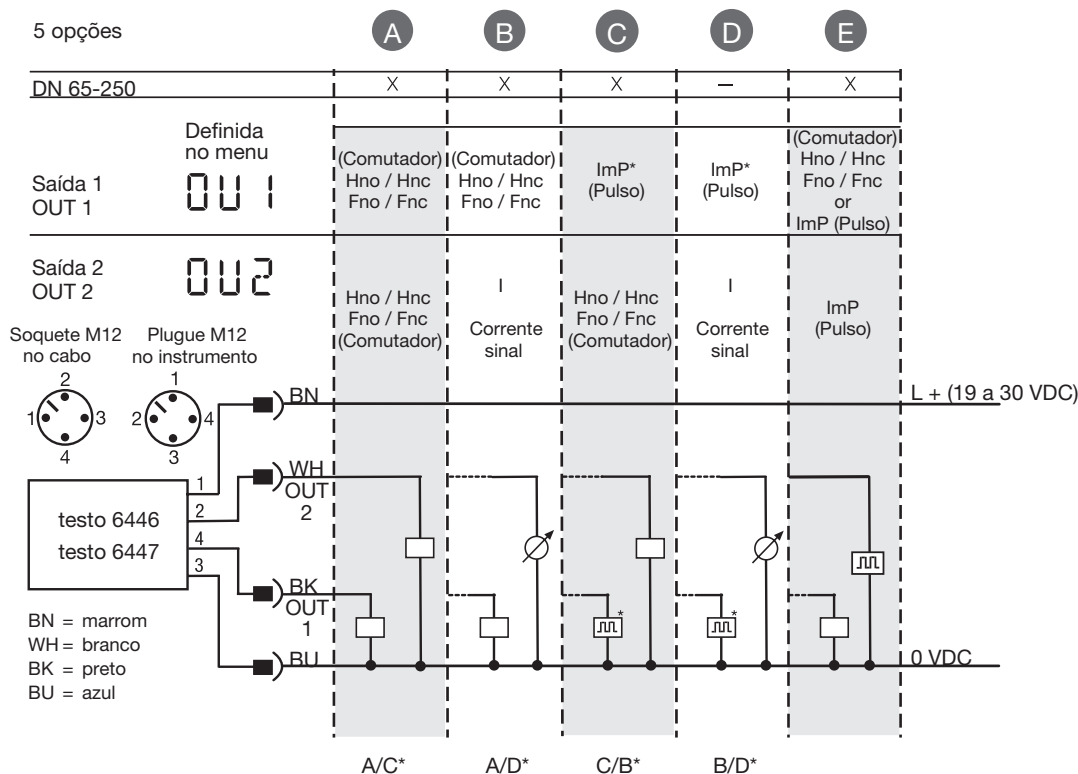 5 opções
A B C D E
DN 65-250
X X X – X
Definida
no menu
Saída 1
OUT 1
OU1
(Comutador)
Hno / Hnc
Fno / Fnc
(Comutador)
Hno / Hnc
Fno / Fnc
ImP*
(Pulso)
ImP*
(Pulso)
(Comutador)
Hno / Hnc
Fno / Fnc
or
ImP (Pulso)
Saída 2
OUT 2
OU2
Hno / Hnc
Fno / Fnc
(Comutador)
I
Corrente
sinal
Hno / Hnc
Fno / Fnc
(Comutador)
I
Corrente
sinal
ImP
(Pulso)
Soquete M12
no cabo
2
1 3
4
Plugue M12
no instrumento
1
2 4
3
BN
L + (19 a 30 VDC)
WH
OUT
2
BK
OUT
1
BU
0 VDC
1
2
4
3
testo 6446
testo 6447
*
*
BN = marrom
WH = branco
BK = preto
BU = azul
A/C* A/D* C/B* B/D*